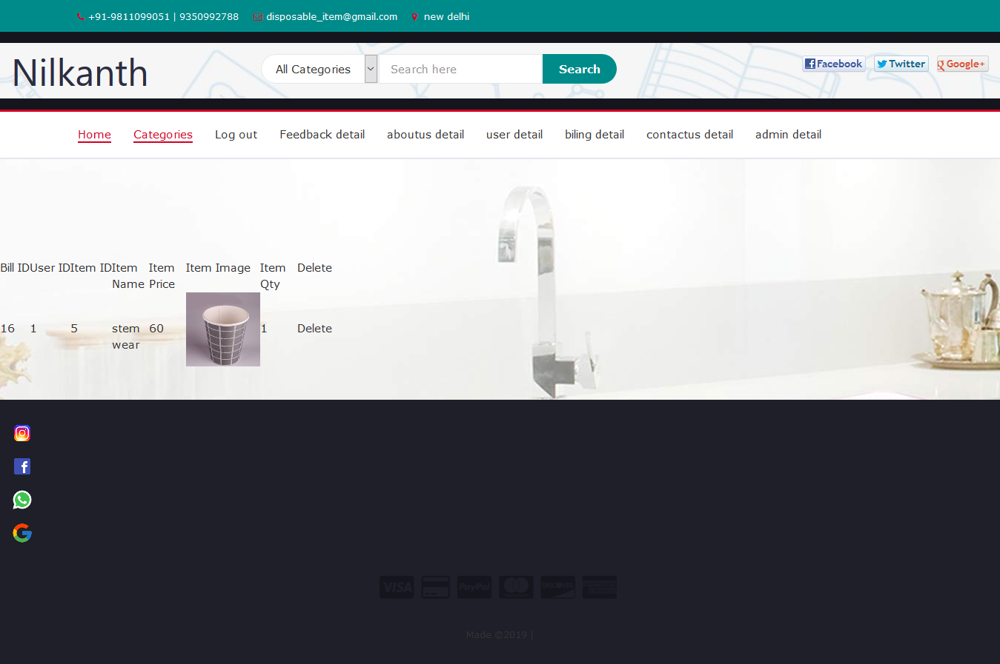 +91-9811099051 | 9350992788 disposable_item@gmail.com new delhi
Nilkanth
All Categories Search here Search
Facebook Twitter Google+
Home Categories Log out Feedback detail aboutus detail user detail biling detail contactus detail admin detail
Bill ID User ID Item ID Item Name Item Price Item Image Item Qty Delete
16 1 5 stem wear 60 1 Delete
VISA PayPal DISCOVER
Made ©2019 |